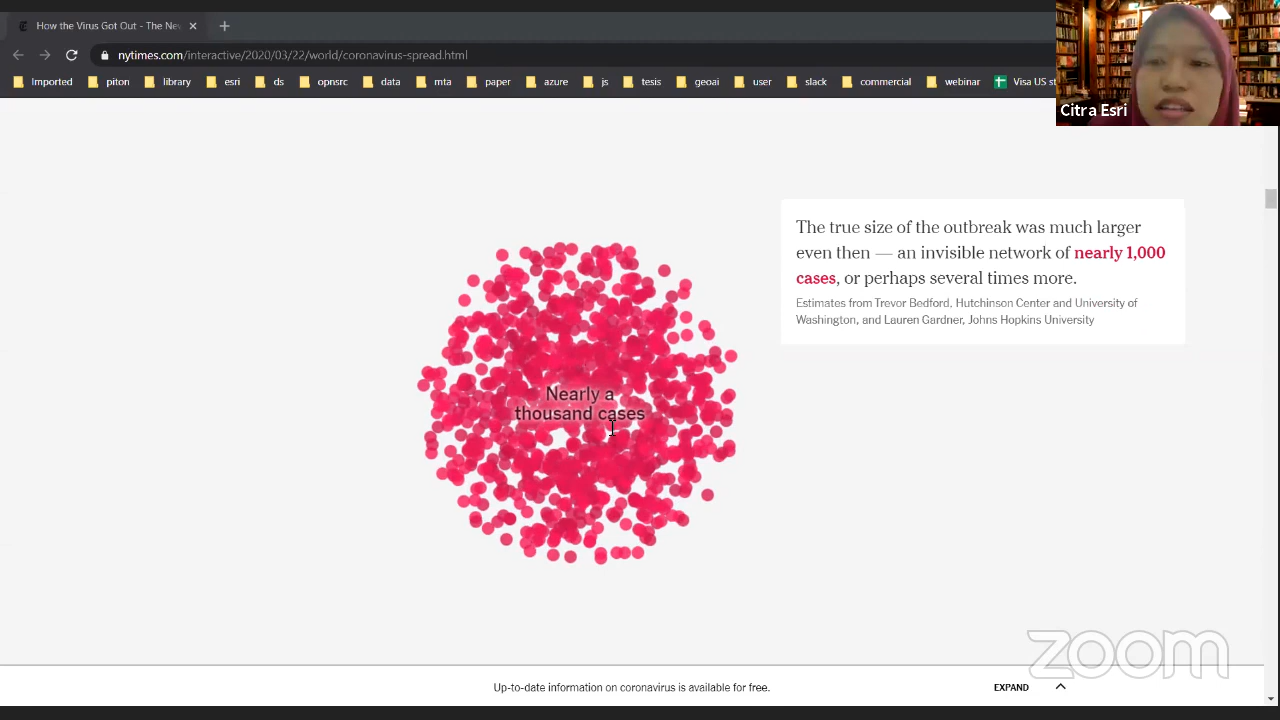 How the Virus Got Out - The Nev
nytimes.com/interactive/2020/03/22/world/coronavirus-spread.html
Imported piton library esri ds opnsrc data mtd paper azure js tesis geoai user slack commercial webinar Visa US st
Citra Esri
The true size of the outbreak was much larger
even then — an invisible network of nearly 1,000
cases, or perhaps several times more.
Estimates from Trevor Bedford, Hutchinson Center and University of
Washington, and Lauren Gardner, Johns Hopkins University
Nearly a
thousand cases
zoom
Up-to-date information on coronavirus is available for free.
EXPAND